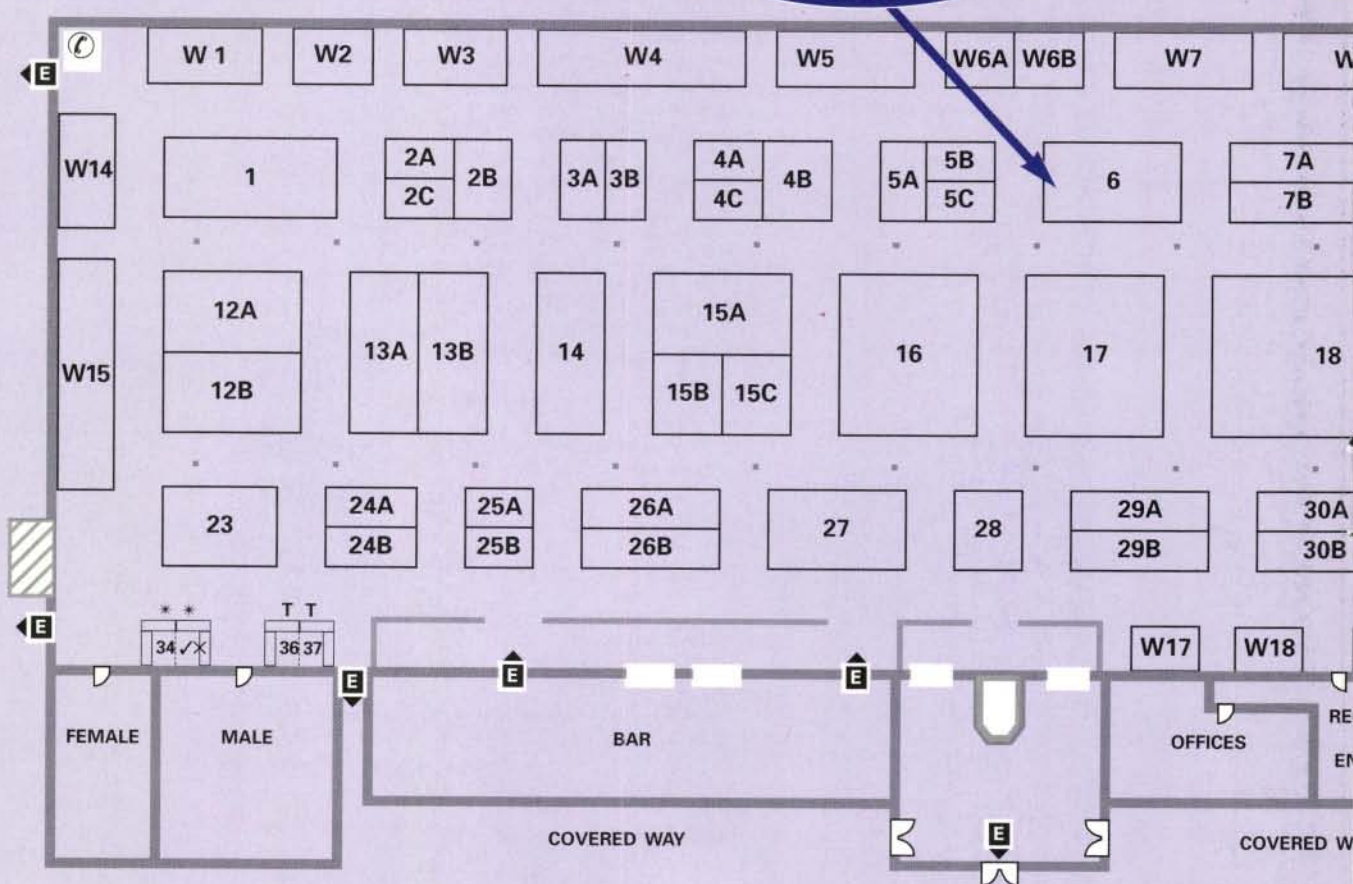 W 1 W2 W3 W4 W5 W6A W6B W7 W
E
W14 1 2A 2B 3A 3B 4A 4B 5A 5B 6 7A
2C 4C 5C 7B
W15 12A 13A 13B 14 15A 16 17 18
12B 15B 15C
23 24A 25A 26A 27 28 29A 30A
24B 25B 26B 29B 30B
E
* * T T
34 36 37 W17 W18
E E E
FEMALE MALE BAR OFFICES RE
EN
COVERED WAY E COVERED W